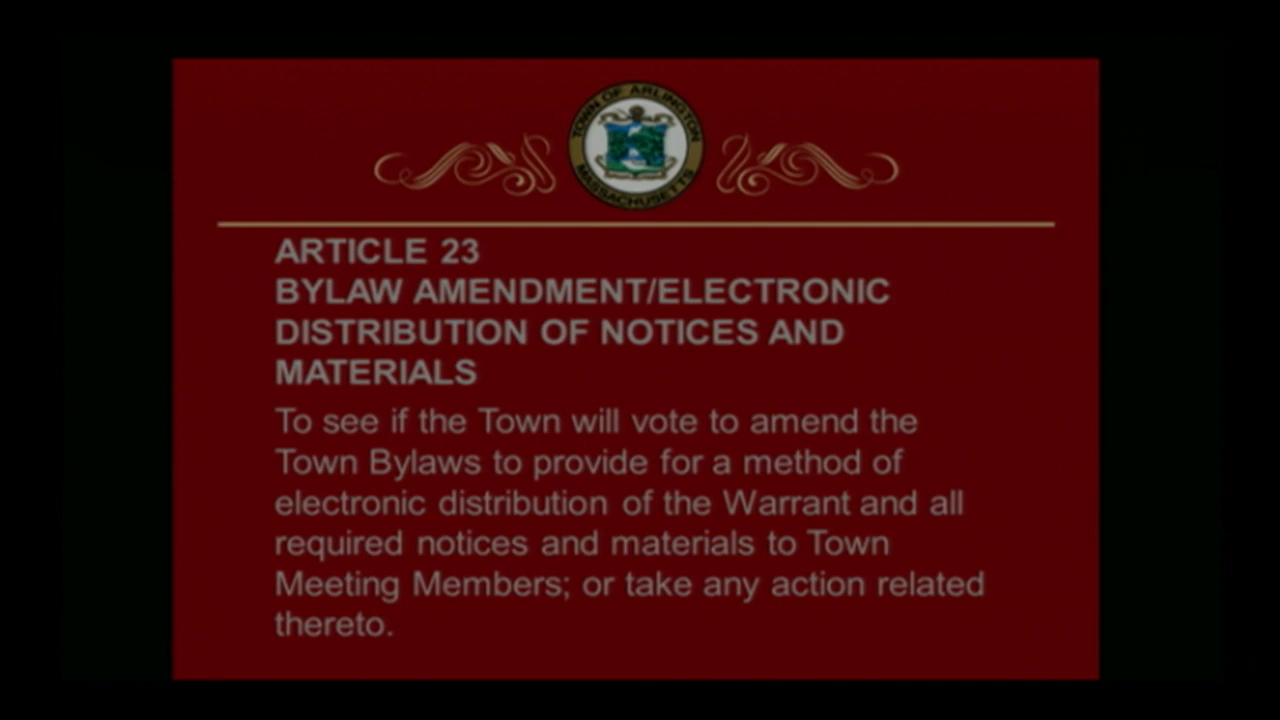 TOWN OF ARLINGTON
MASSACHUSETTS
ARTICLE 23
BYLAW AMENDMENT/ELECTRONIC
DISTRIBUTION OF NOTICES AND
MATERIALS
To see if the Town will vote to amend the
Town Bylaws to provide for a method of
electronic distribution of the Warrant and all
required notices and materials to Town
Meeting Members; or take any action related
thereto.